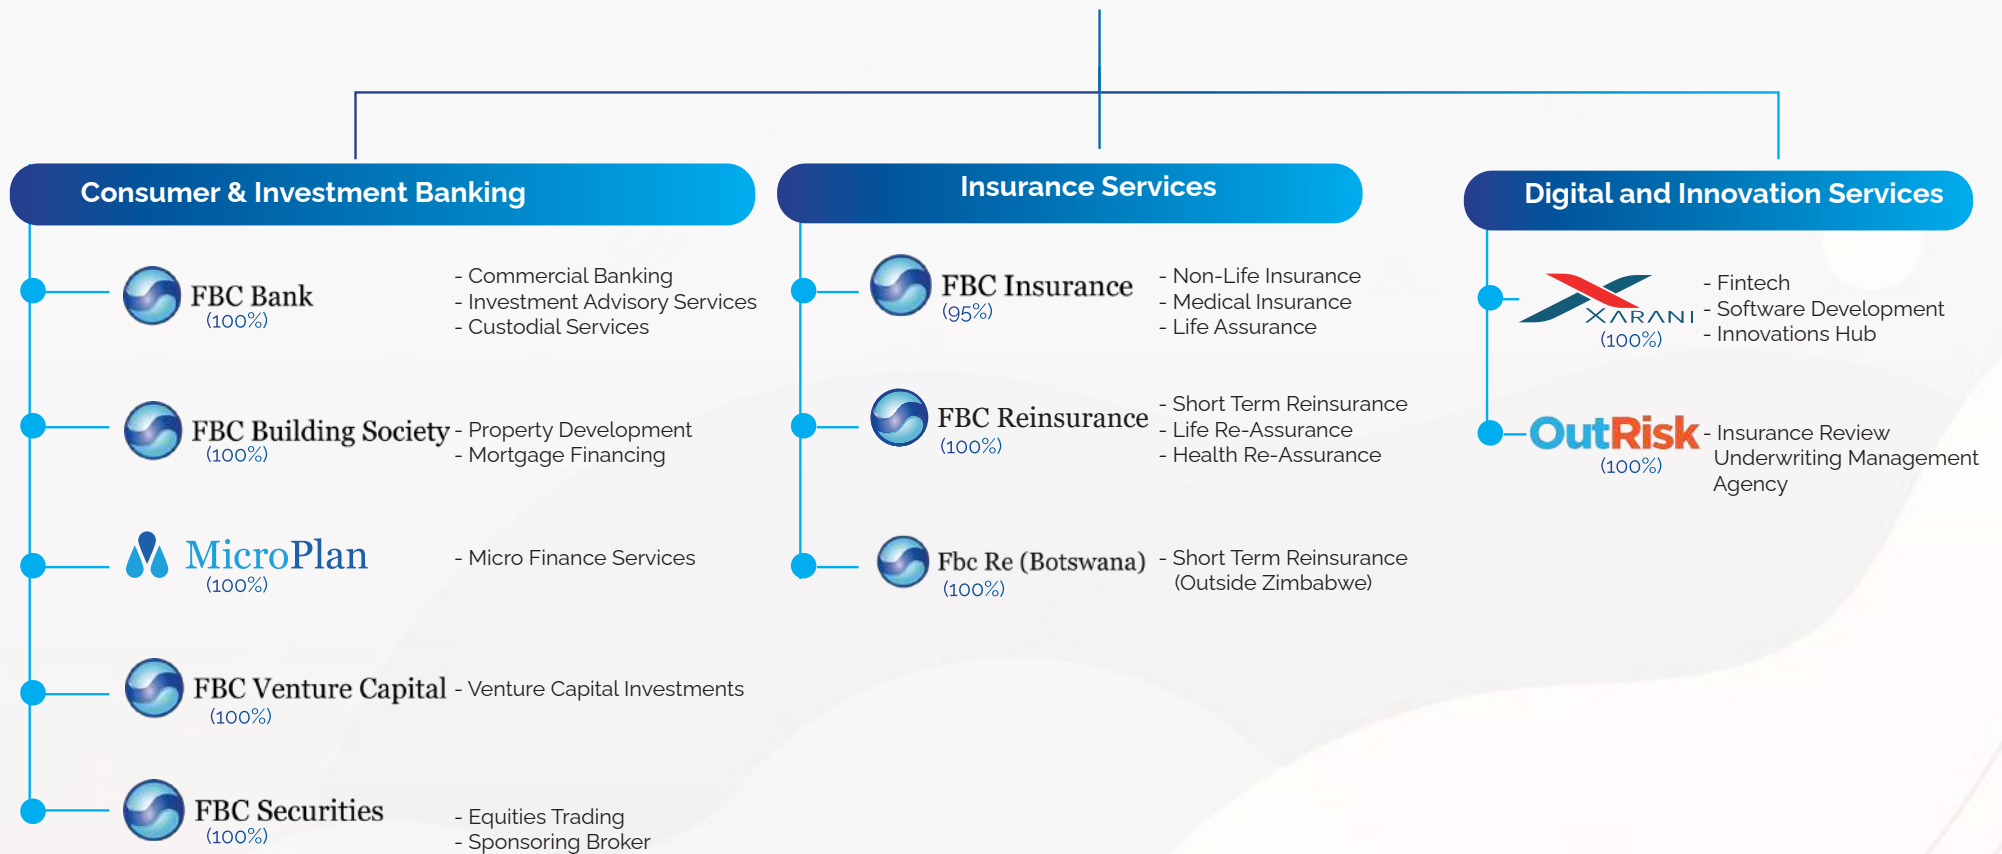 Consumer & Investment Banking
FBC Bank
(100%)
- Commercial Banking
- Investment Advisory Services
- Custodial Services
FBC Building Society
(100%)
- Property Development
- Mortgage Financing
MicroPlan
(100%)
- Micro Finance Services
FBC Venture Capital
(100%)
- Venture Capital Investments
FBC Securities
(100%)
- Equities Trading
- Sponsoring Broker
Insurance Services
FBC Insurance
(95%)
- Non-Life Insurance
- Medical Insurance
- Life Assurance
FBC Reinsurance
(100%)
- Short Term Reinsurance
- Life Re-Assurance
- Health Re-Assurance
Fbc Re (Botswana)
(100%)
- Short Term Reinsurance
(Outside Zimbabwe)
Digital and Innovation Services
XARANI
(100%)
- Fintech
- Software Development
- Innovations Hub
OutRisk
(100%)
- Insurance Review
Underwriting Management
Agency